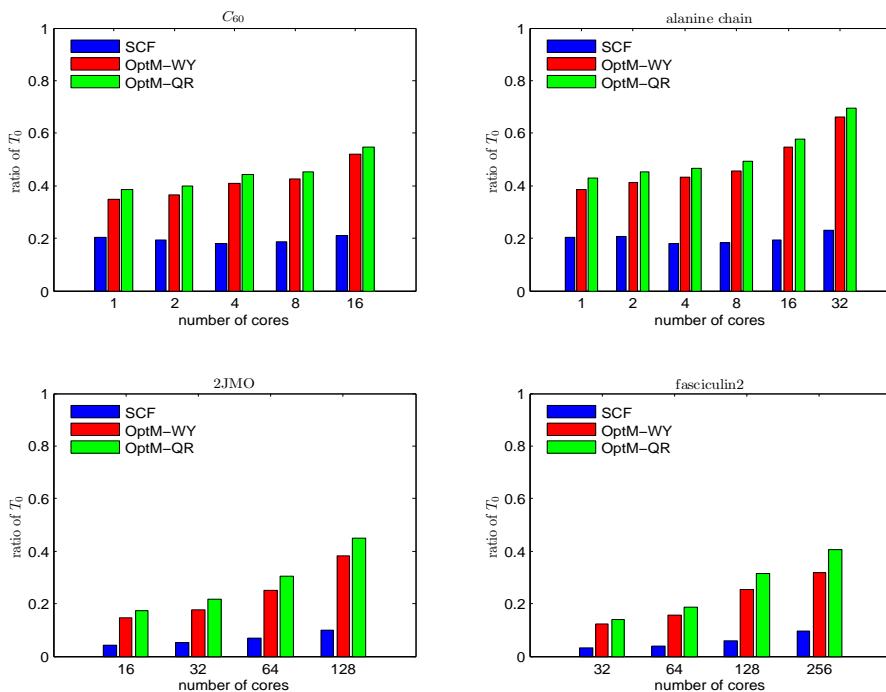 C60
1
0.8
0.6
0.4
0.2
0
ratio of T0
SCF
OptM−WY
OptM−QR
1 2 4 8 16
number of cores
alanine chain
1
0.8
0.6
0.4
0.2
0
ratio of T0
SCF
OptM−WY
OptM−QR
1 2 4 8 16 32
number of cores
2JMO
1
0.8
0.6
0.4
0.2
0
ratio of T0
SCF
OptM−WY
OptM−QR
16 32 64 128
number of cores
fasciculin2
1
0.8
0.6
0.4
0.2
0
ratio of T0
SCF
OptM−WY
OptM−QR
32 64 128 256
number of cores